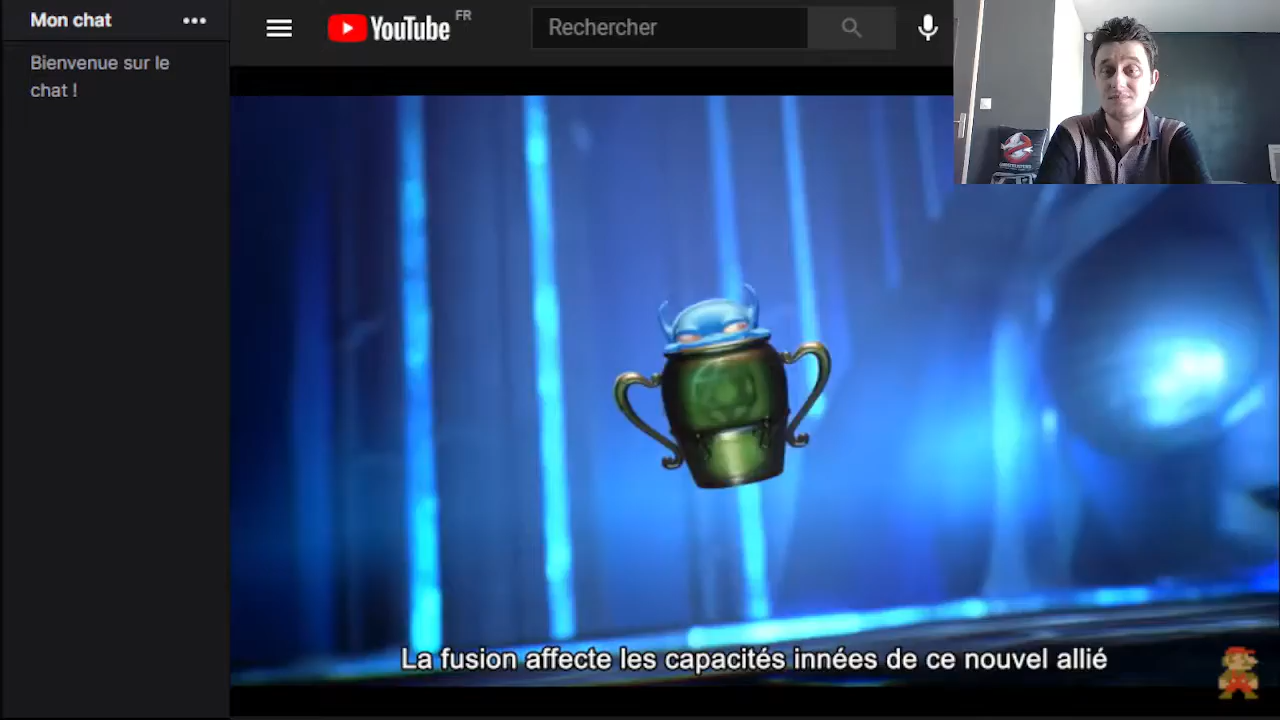 Mon chat
Bienvenue sur le
chat !
YouTube FR
Rechercher
La fusion affecte les capacités innées de ce nouvel allié